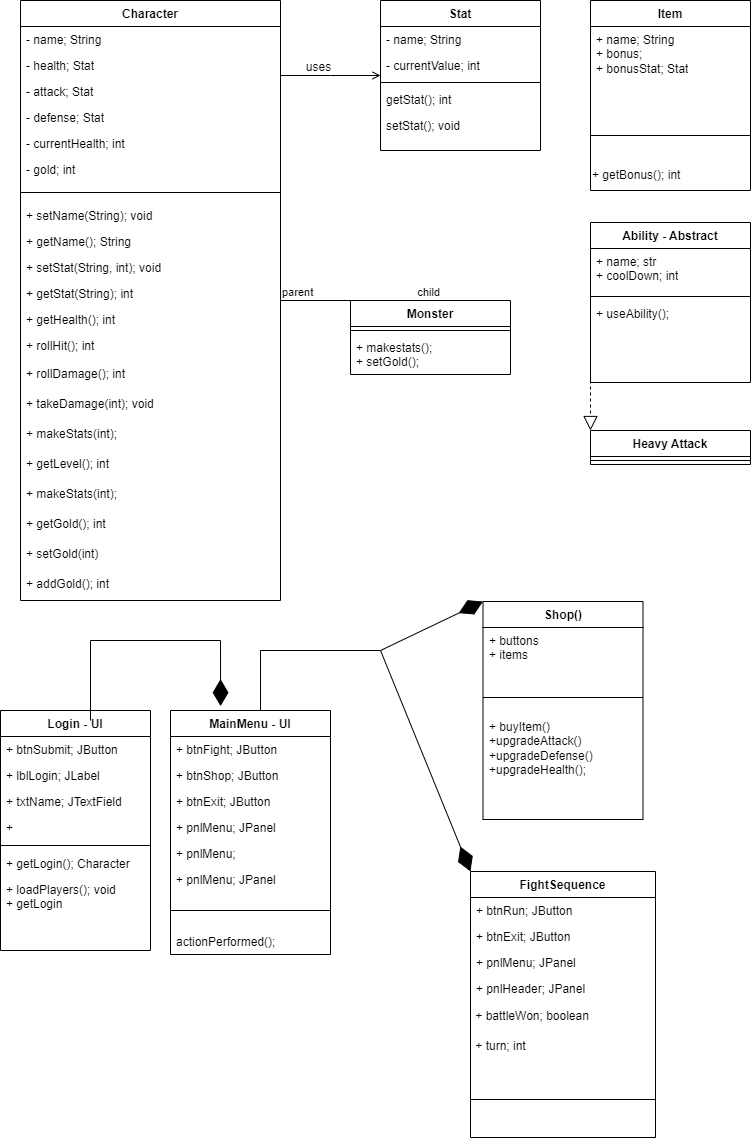 Character
- name; String
- health; Stat
- attack; Stat
- defense; Stat
- currentHealth; int
- gold; int
+ setName(String); void
+ getName(); String
+ setStat(String, int); void
+ getStat(String); int
+ getHealth(); int
+ rollHit(); int
+ rollDamage(); int
+ takeDamage(int); void
+ makeStats(int);
+ getLevel(); int
+ makeStats(int);
+ getGold(); int
+ setGold(int)
+ addGold(); int
uses
Stat
- name; String
- currentValue; int
getStat(); int
setStat(); void
Item
+ name; String
+ bonus;
+ bonusStat; Stat
+ getBonus(); int
parent
child
Monster
+ makestats();
+ setGold();
Ability - Abstract
+ name; str
+ coolDown; int
+ useAbility();
Heavy Attack
Login - UI
+ btnSubmit; JButton
+ lblLogin; JLabel
+ txtName; JTextField
+
+ getLogin(); Character
+ loadPlayers(); void
+ getLogin
MainMenu - UI
+ btnFight; JButton
+ btnShop; JButton
+ btnExit; JButton
+ pnlMenu; JPanel
+ pnlMenu;
+ pnlMenu; JPanel
actionPerformed();
Shop()
+ buttons
+ items
+ buyItem()
+upgradeAttack()
+upgradeDefense()
+upgradeHealth();
FightSequence
+ btnRun; JButton
+ btnExit; JButton
+ pnlMenu; JPanel
+ pnlHeader; JPanel
+ battleWon; boolean
+ turn; int